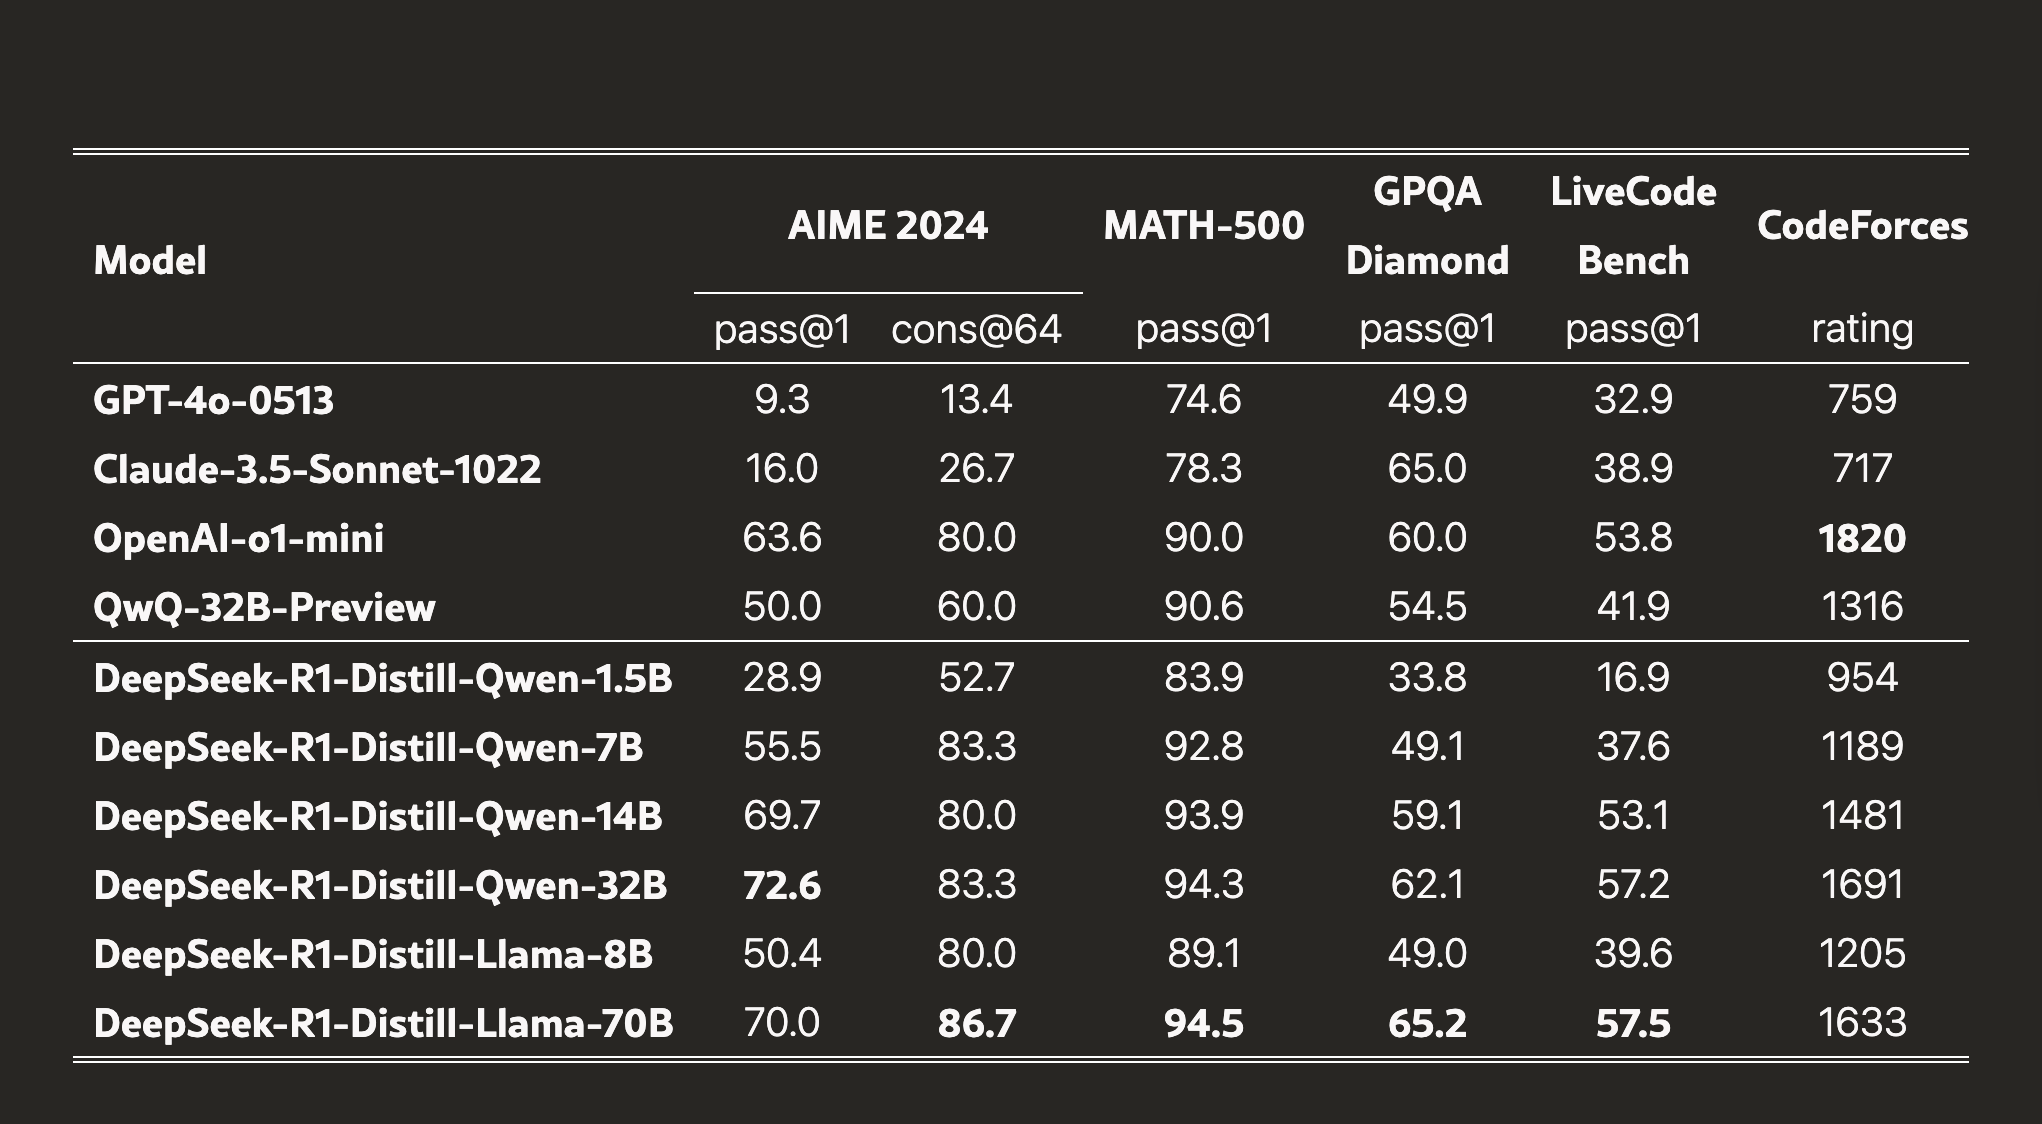 Model AIME 2024 MATH-500 GPQA Diamond LiveCode Bench CodeForces
pass@1 cons@64 pass@1 pass@1 pass@1 rating
GPT-4o-0513 9.3 13.4 74.6 49.9 32.9 759
Claude-3.5-Sonnet-1022 16.0 26.7 78.3 65.0 38.9 717
OpenAI-o1-mini 63.6 80.0 90.0 60.0 53.8 1820
QwQ-32B-Preview 50.0 60.0 90.6 54.5 41.9 1316
DeepSeek-R1-Distill-Qwen-1.5B 28.9 52.7 83.9 33.8 16.9 954
DeepSeek-R1-Distill-Qwen-7B 55.5 83.3 92.8 49.1 37.6 1189
DeepSeek-R1-Distill-Qwen-14B 69.7 80.0 93.9 59.1 53.1 1481
DeepSeek-R1-Distill-Qwen-32B 72.6 83.3 94.3 62.1 57.2 1691
DeepSeek-R1-Distill-Llama-8B 50.4 80.0 89.1 49.0 39.6 1205
DeepSeek-R1-Distill-Llama-70B 70.0 86.7 94.5 65.2 57.5 1633